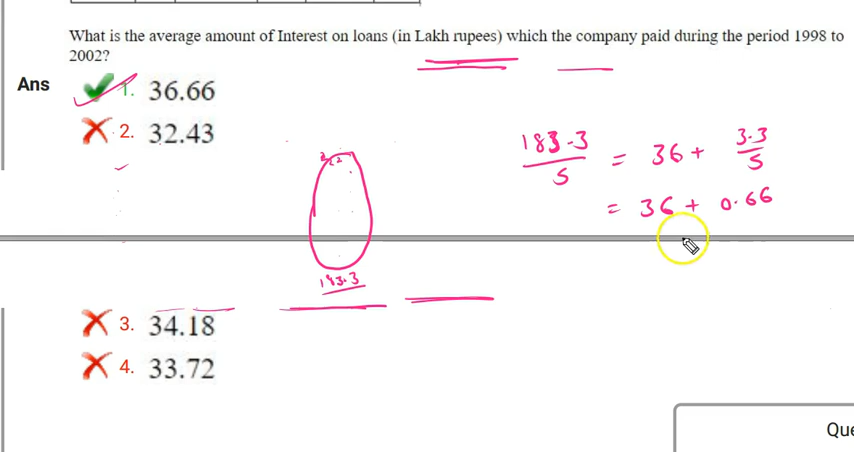 What is the average amount of Interest on loans (in Lakh rupees) which the company paid during the period 1998 to
2002?
Ans
1. 36.66
2. 32.43
183.3/5 = 36 + 3.3/5
= 36 + 0.66
183.3
3. 34.18
4. 33.72
Que